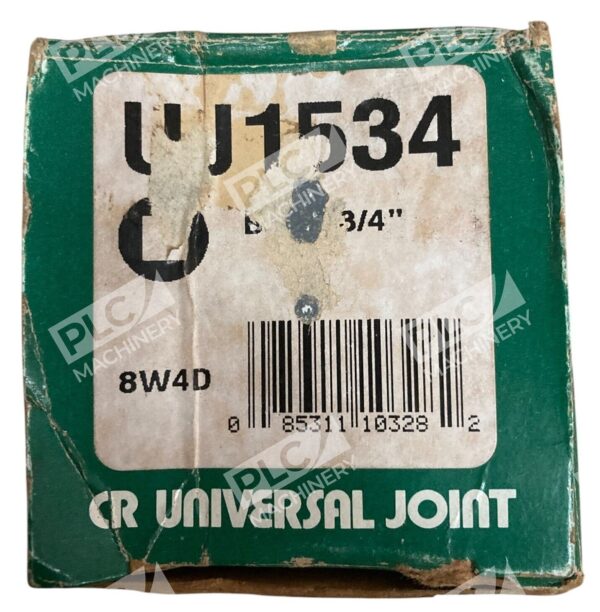 UJ1534
3/4"
8W4D
0 85311 10328 2
CR UNIVERSAL JOINT
PLC MACHINERY